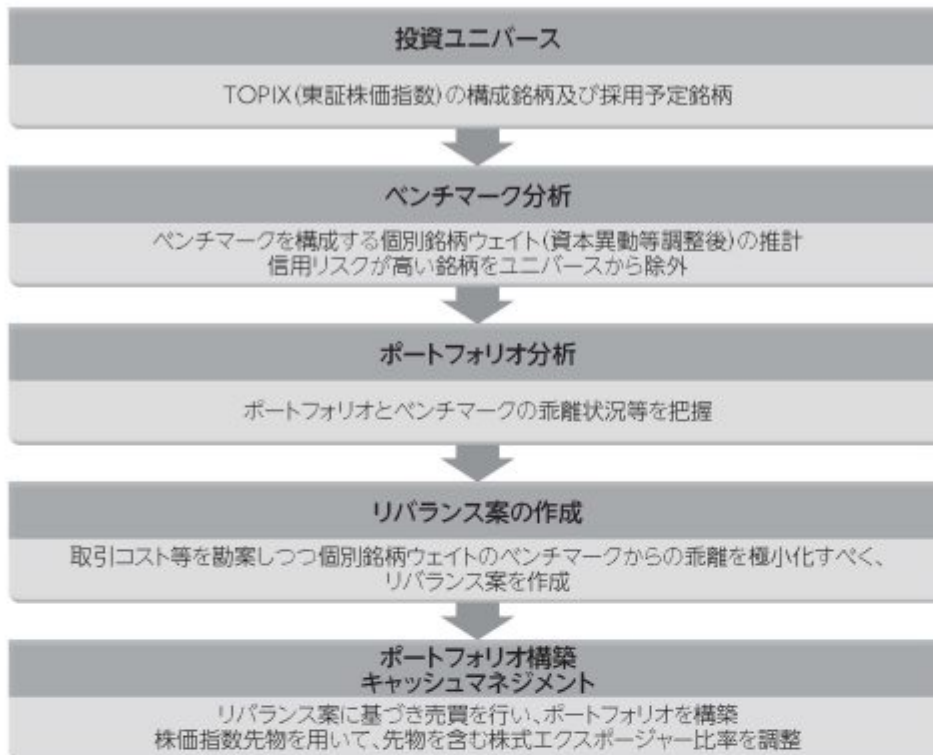 投資ユニバース
TOPIX(東証株価指数)の構成銘柄及び採用予定銘柄
ベンチマーク分析
ベンチマークを構成する個別銘柄ウェイト(資本異動等調整後)の推計
信用リスクが高い銘柄をユニバースから除外
ポートフォリオ分析
ポートフォリオとベンチマークの乖離状況等を把握
リバランス案の作成
取引コスト等を勘案しつつ個別銘柄ウェイトのベンチマークからの乖離を極小化すべく、
リバランス案を作成
ポートフォリオ構築
キャッシュマネジメント
リバランス案に基づき売買を行い、ポートフォリオを構築
株価指数先物を用いて、先物を含む株式エクスポージャー比率を調整